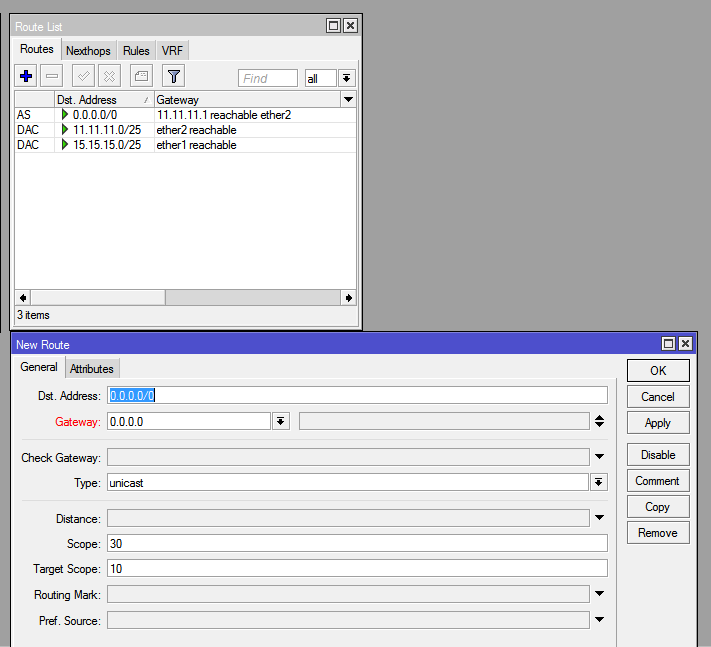 Route List
Routes Nexthops Rules VRF
Find all
Dst. Address Gateway
AS 0.0.0.0/0 11.11.11.1 reachable ether2
DAC 11.11.11.0/25 ether2 reachable
DAC 15.15.15.0/25 ether1 reachable
3 items
New Route
General Attributes
Dst. Address: 0.0.0.0/0
Gateway: 0.0.0.0
Check Gateway:
Type: unicast
Distance:
Scope: 30
Target Scope: 10
Routing Mark:
Pref. Source:
OK
Cancel
Apply
Disable
Comment
Copy
Remove